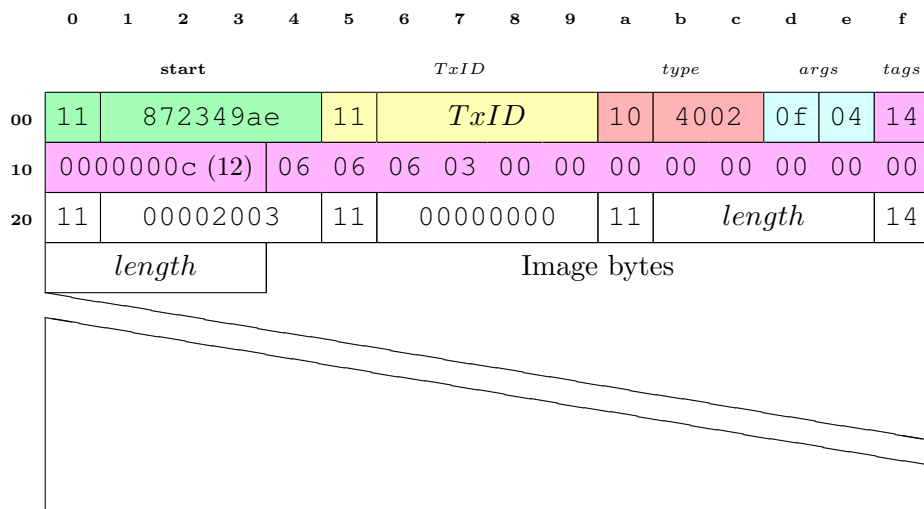 0 1 2 3 4 5 6 7 8 9 a b c d e f
start TxID type args tags
00 11 872349ae 11 TxID 10 4002 0f 04 14
10 0000000c (12) 06 06 06 03 00 00 00 00 00 00 00 00
20 11 00002003 11 00000000 11 length 14
length Image bytes